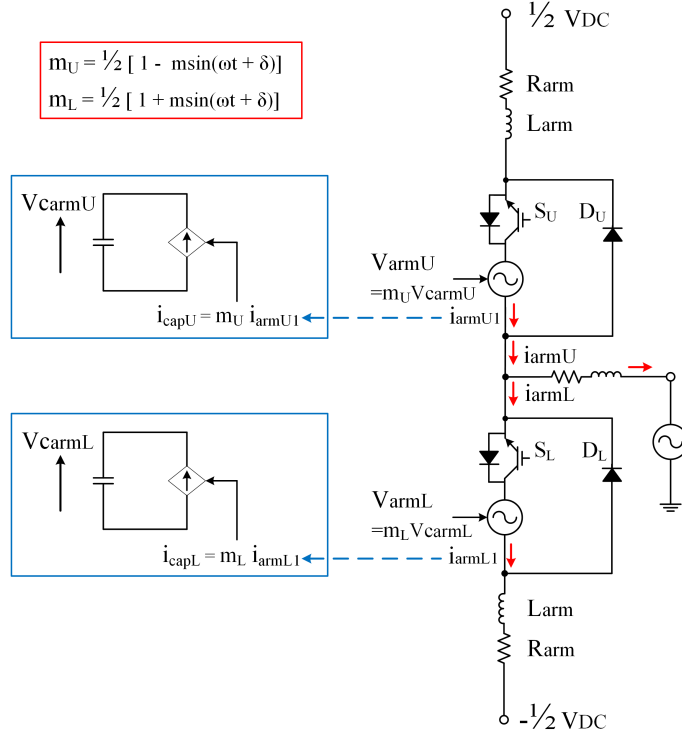 ½ VDC
mU = ½ [ 1 - msin(ωt + δ)]
mL = ½ [ 1 + msin(ωt + δ)]
Rarm
Larm
VcarmU
SU
DU
VarmU
=mUVcarmU
icapU = mU iarmU1
iarmU1
iarmU
iarmL
VcarmL
SL
DL
VarmL
=mLVcarmL
icapL = mL iarmL1
iarmL1
Larm
Rarm
-½ VDC